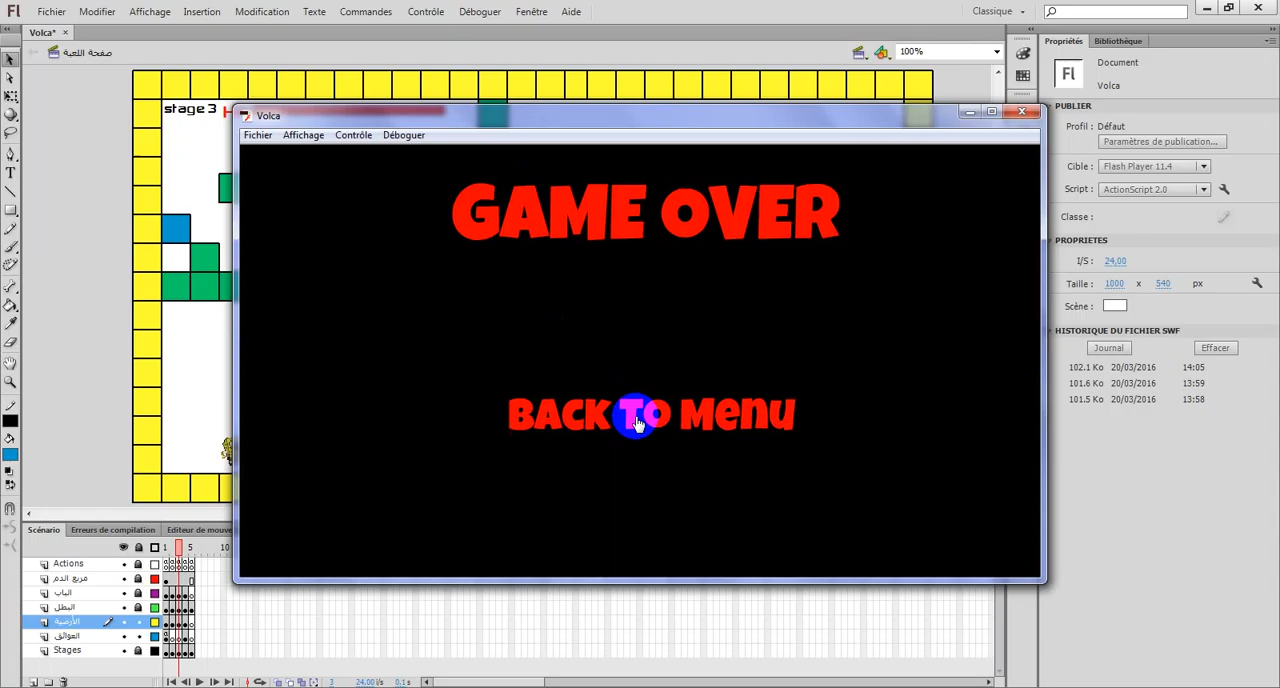 Fl Fichier Modifier Affichage Insertion Modification Texte Commandes Contrôle Déboguer Fenêtre Aide Classique
Volca* ×
صفحة اللعبة 100%
stage 3
Volca
Fichier Affichage Contrôle Déboguer
GAME OVER
BACK TO Menu
Propriétés Bibliothèque
Fl Document
Volca
PUBLIER
Profil : Défaut
Paramètres de publication...
Cible : Flash Player 11.4
Script : ActionScript 2.0
Classe :
PROPRIETES
I/S : 24,00
Taille : 1000 x 540 px
Scène :
HISTORIQUE DU FICHIER SWF
Journal Effacer
102.1 Ko 20/03/2016 14:05
101.6 Ko 20/03/2016 13:59
101.5 Ko 20/03/2016 13:58
Scénario Erreurs de compilation Editeur de mouve
1 5 10
Actions
مربع الدم
الباب
البطل
الأرضية
العوائق
Stages
3 24,00 i/s 0,1 s